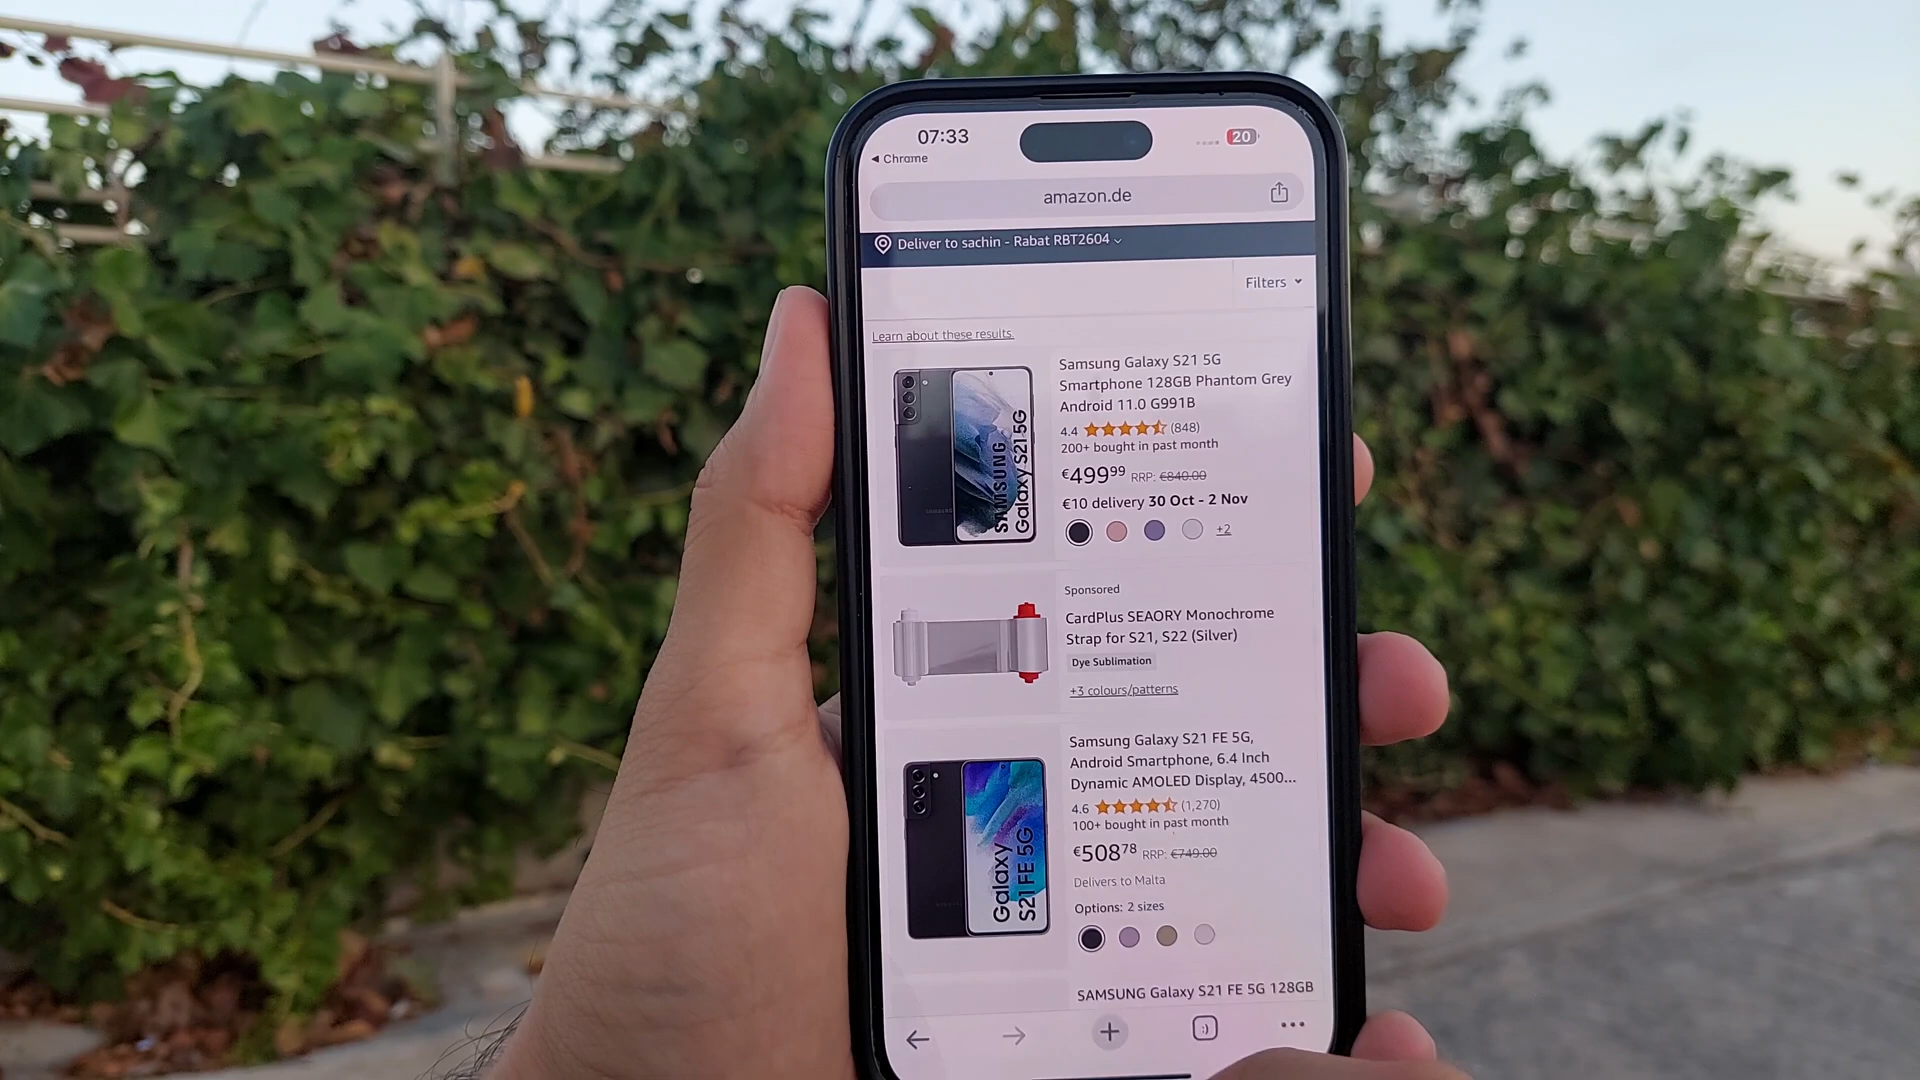 07:33
20
◀ Chrome
amazon.de
Deliver to sachin - Rabat RBT2604
Filters
Learn about these results.
Samsung Galaxy S21 5G
Smartphone 128GB Phantom Grey
Android 11.0 G991B
4.4 (848)
200+ bought in past month
€499⁹⁹ RRP: €840.00
€10 delivery 30 Oct - 2 Nov
+2
SAMSUNG
Galaxy S21 5G
Sponsored
CardPlus SEAORY Monochrome
Strap for S21, S22 (Silver)
Dye Sublimation
+3 colours/patterns
Samsung Galaxy S21 FE 5G,
Android Smartphone, 6.4 Inch
Dynamic AMOLED Display, 4500...
4.6 (1,270)
100+ bought in past month
€508⁷⁸ RRP: €749.00
Delivers to Malta
Options: 2 sizes
Galaxy
S21 FE 5G
SAMSUNG Galaxy S21 FE 5G 128GB
:)